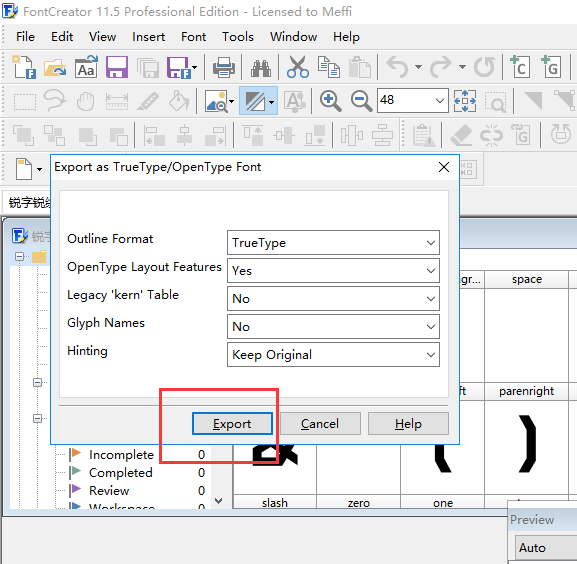 FontCreator 11.5 Professional Edition - Licensed to Meffi
File Edit View Insert Font Tools Window Help
48
Export as TrueType/OpenType Font
锐字锐
Outline Format TrueType
OpenType Layout Features Yes
Legacy 'kern' Table No
Glyph Names No
Hinting Keep Original
Export Cancel Help
gr... space
ft parenright
Incomplete 0
Completed 0
Review 0
Workspace 0
slash zero one
Preview
Auto